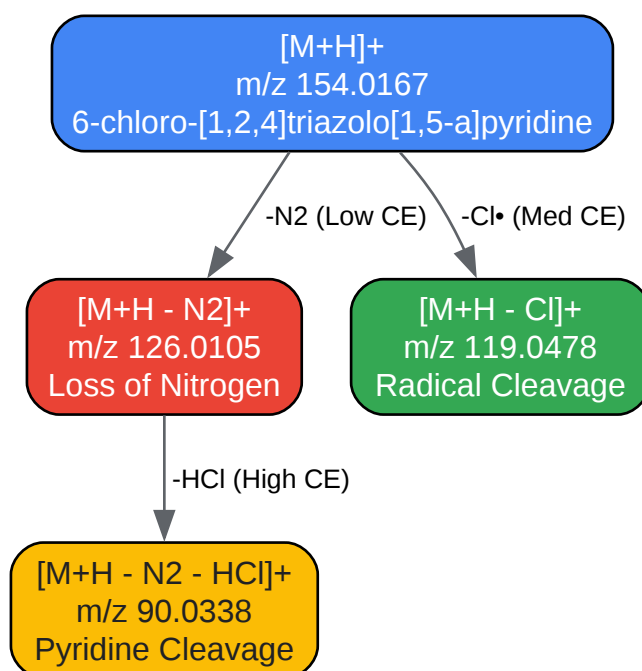 [M+H]+
m/z 154.0167
6-chloro-[1,2,4]triazolo[1,5-a]pyridine
-N2 (Low CE)
-Cl• (Med CE)
[M+H - N2]+
m/z 126.0105
Loss of Nitrogen
[M+H - Cl]+
m/z 119.0478
Radical Cleavage
-HCl (High CE)
[M+H - N2 - HCl]+
m/z 90.0338
Pyridine Cleavage